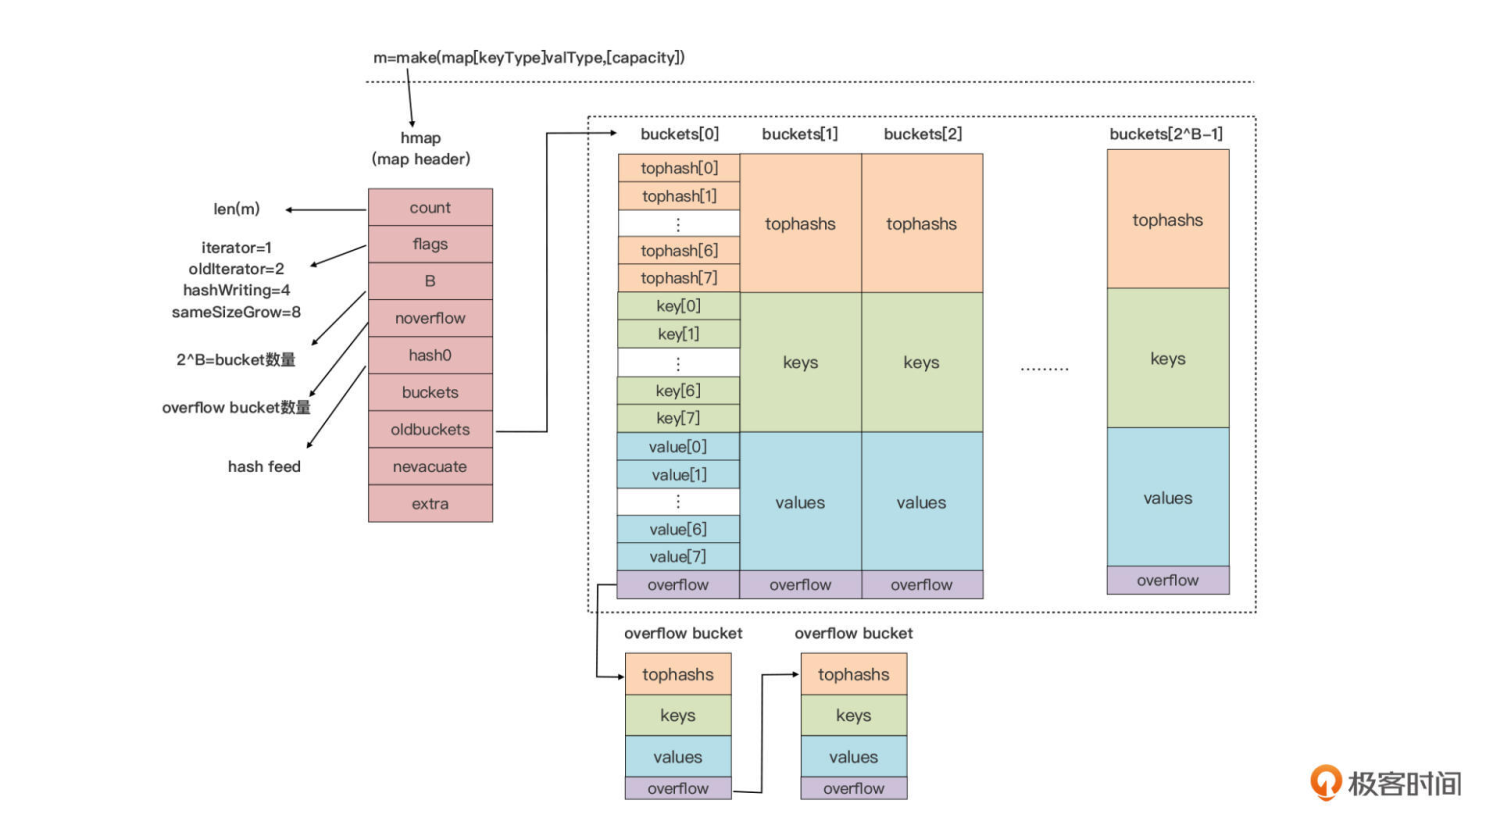 m=make(map[keyType]valType,[capacity])
hmap
(map header)
count
flags
B
noverflow
hash0
buckets
oldbuckets
nevacuate
extra
len(m)
iterator=1
oldIterator=2
hashWriting=4
sameSizeGrow=8
2^B=bucket数量
overflow bucket数量
hash feed
buckets[0]
tophash[0]
tophash[1]
⋮
tophash[6]
tophash[7]
key[0]
key[1]
⋮
key[6]
key[7]
value[0]
value[1]
⋮
value[6]
value[7]
overflow
buckets[1]
tophashs
keys
values
overflow
buckets[2]
tophashs
keys
values
overflow
·········
buckets[2^B-1]
tophashs
keys
values
overflow
overflow bucket
tophashs
keys
values
overflow
overflow bucket
tophashs
keys
values
overflow
极客时间